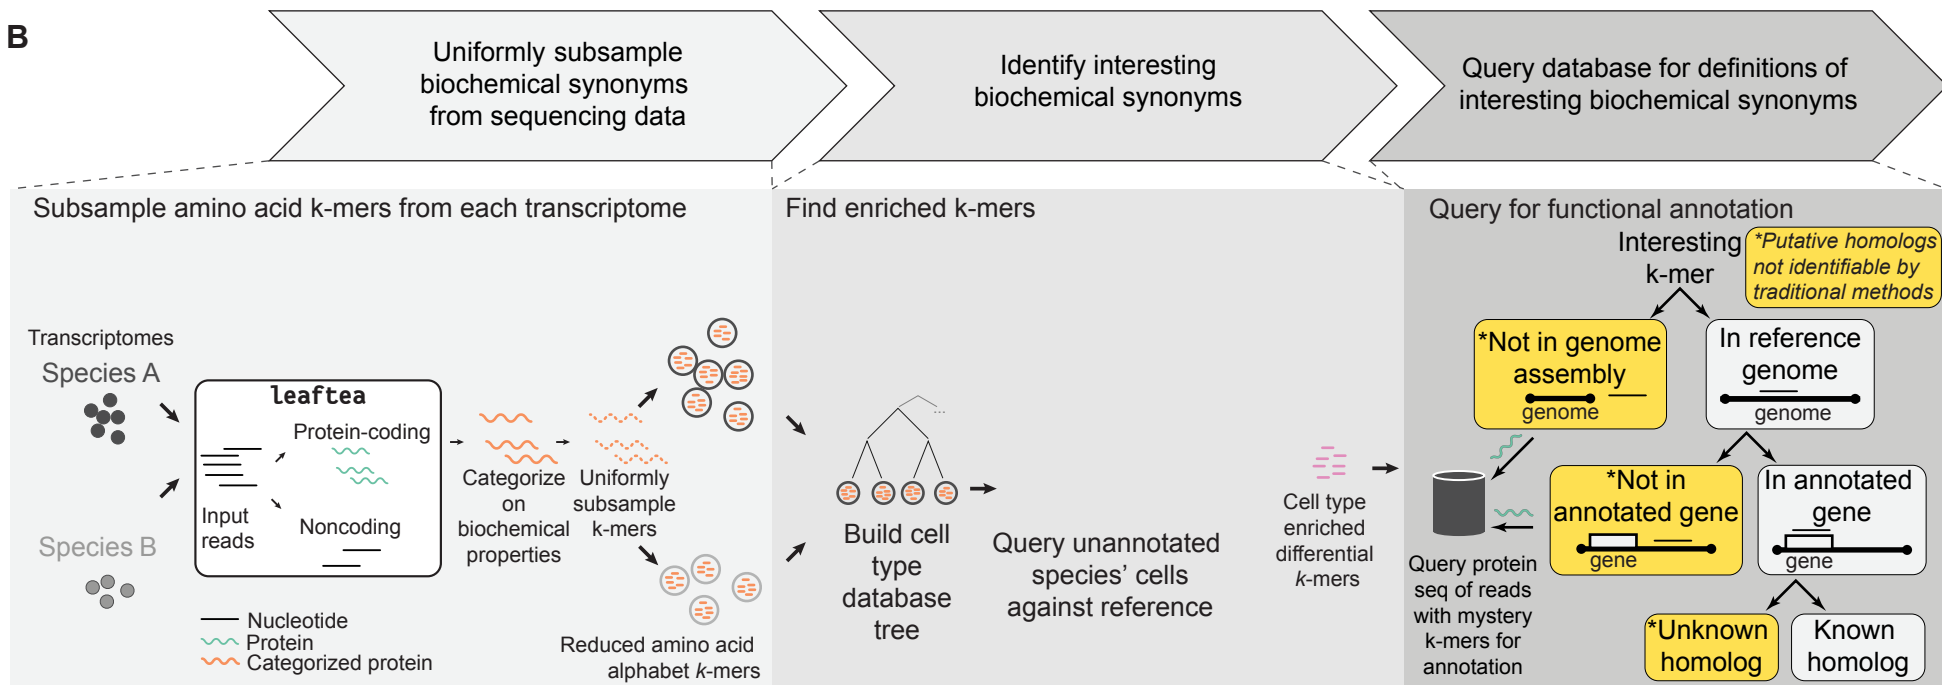 B
Uniformly subsample
biochemical synonyms
from sequencing data
Identify interesting
biochemical synonyms
Query database for definitions of
interesting biochemical synonyms
Subsample amino acid k-mers from each transcriptome
Transcriptomes
Species A
Species B
leaftea
Input
reads
Protein-coding
Noncoding
Nucleotide
Protein
Categorized protein
Categorize
on
biochemical
properties
Uniformly
subsample
k-mers
Reduced amino acid
alphabet k-mers
Find enriched k-mers
...
Build cell
type
database
tree
Query unannotated
species’ cells
against reference
Cell type
enriched
differential
k-mers
Query for functional annotation
Interesting
k-mer
*Putative homologs
not identifiable by
traditional methods
*Not in genome
assembly
genome
In reference
genome
genome
*Not in
annotated gene
gene
In annotated
gene
gene
Query protein
seq of reads
with mystery
k-mers for
annotation
*Unknown
homolog
Known
homolog